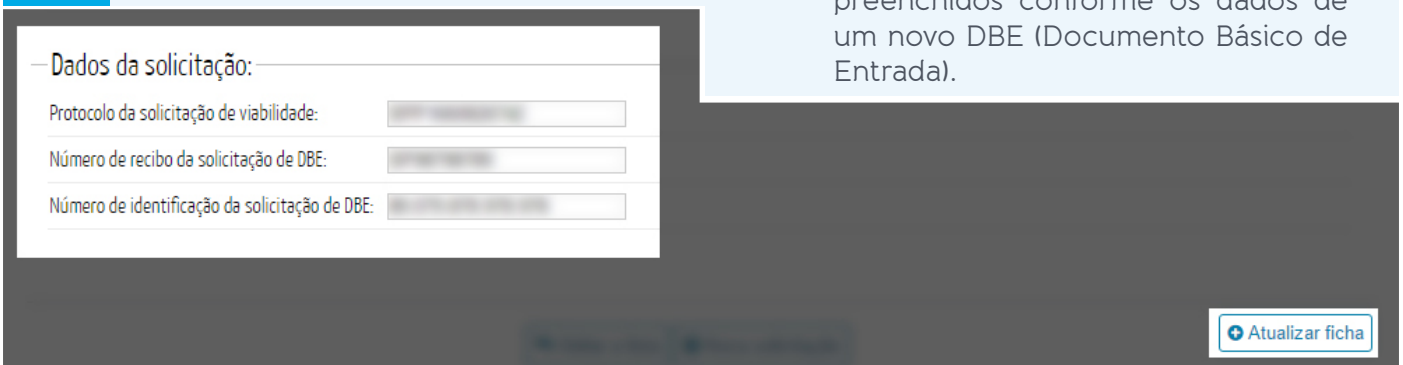 preenchidos conforme os dados de
um novo DBE (Documento Básico de
Entrada).
Dados da solicitação:
Protocolo da solicitação de viabilidade:
Número de recibo da solicitação de DBE:
Número de identificação da solicitação de DBE:
Atualizar ficha